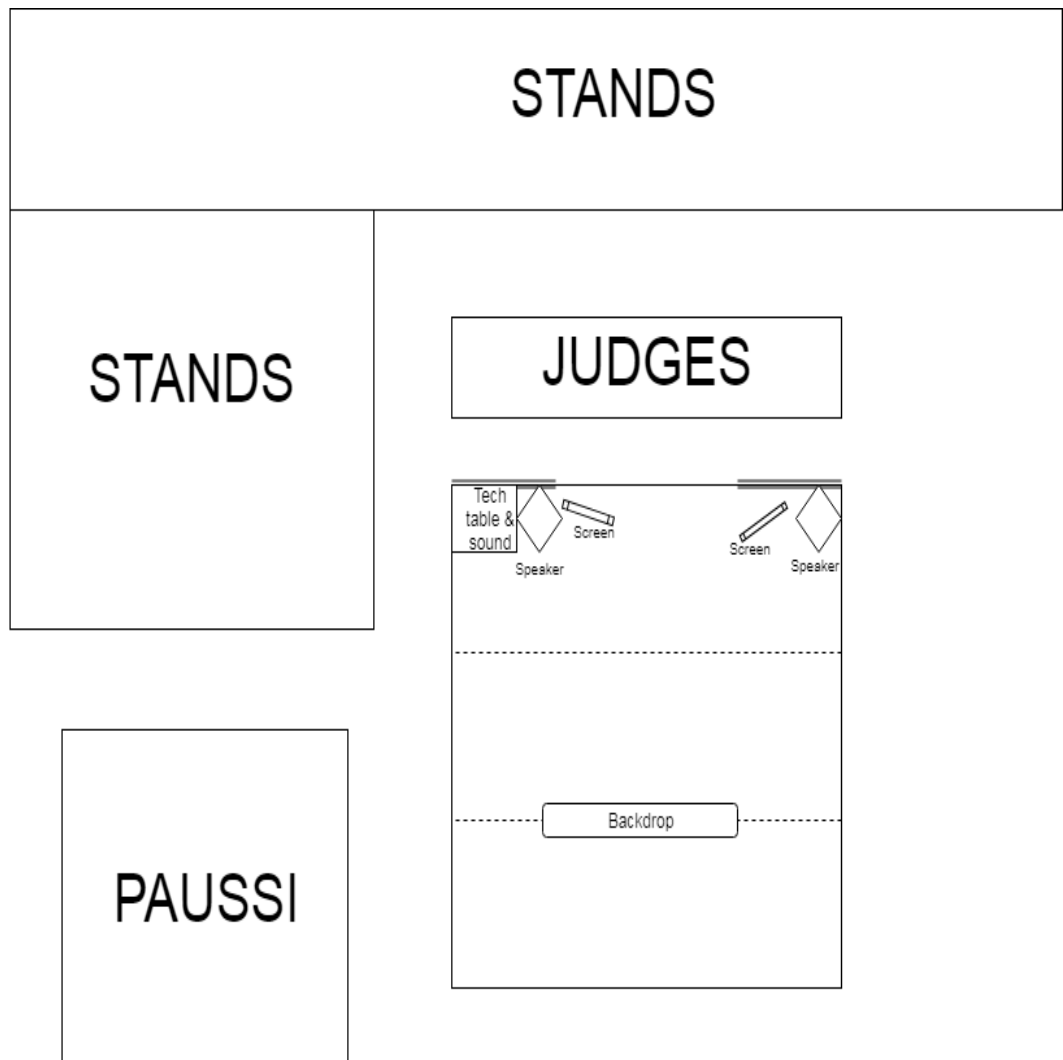 STANDS
STANDS
JUDGES
Tech
table &
sound
Screen
Speaker
Screen
Speaker
Backdrop
PAUSSI